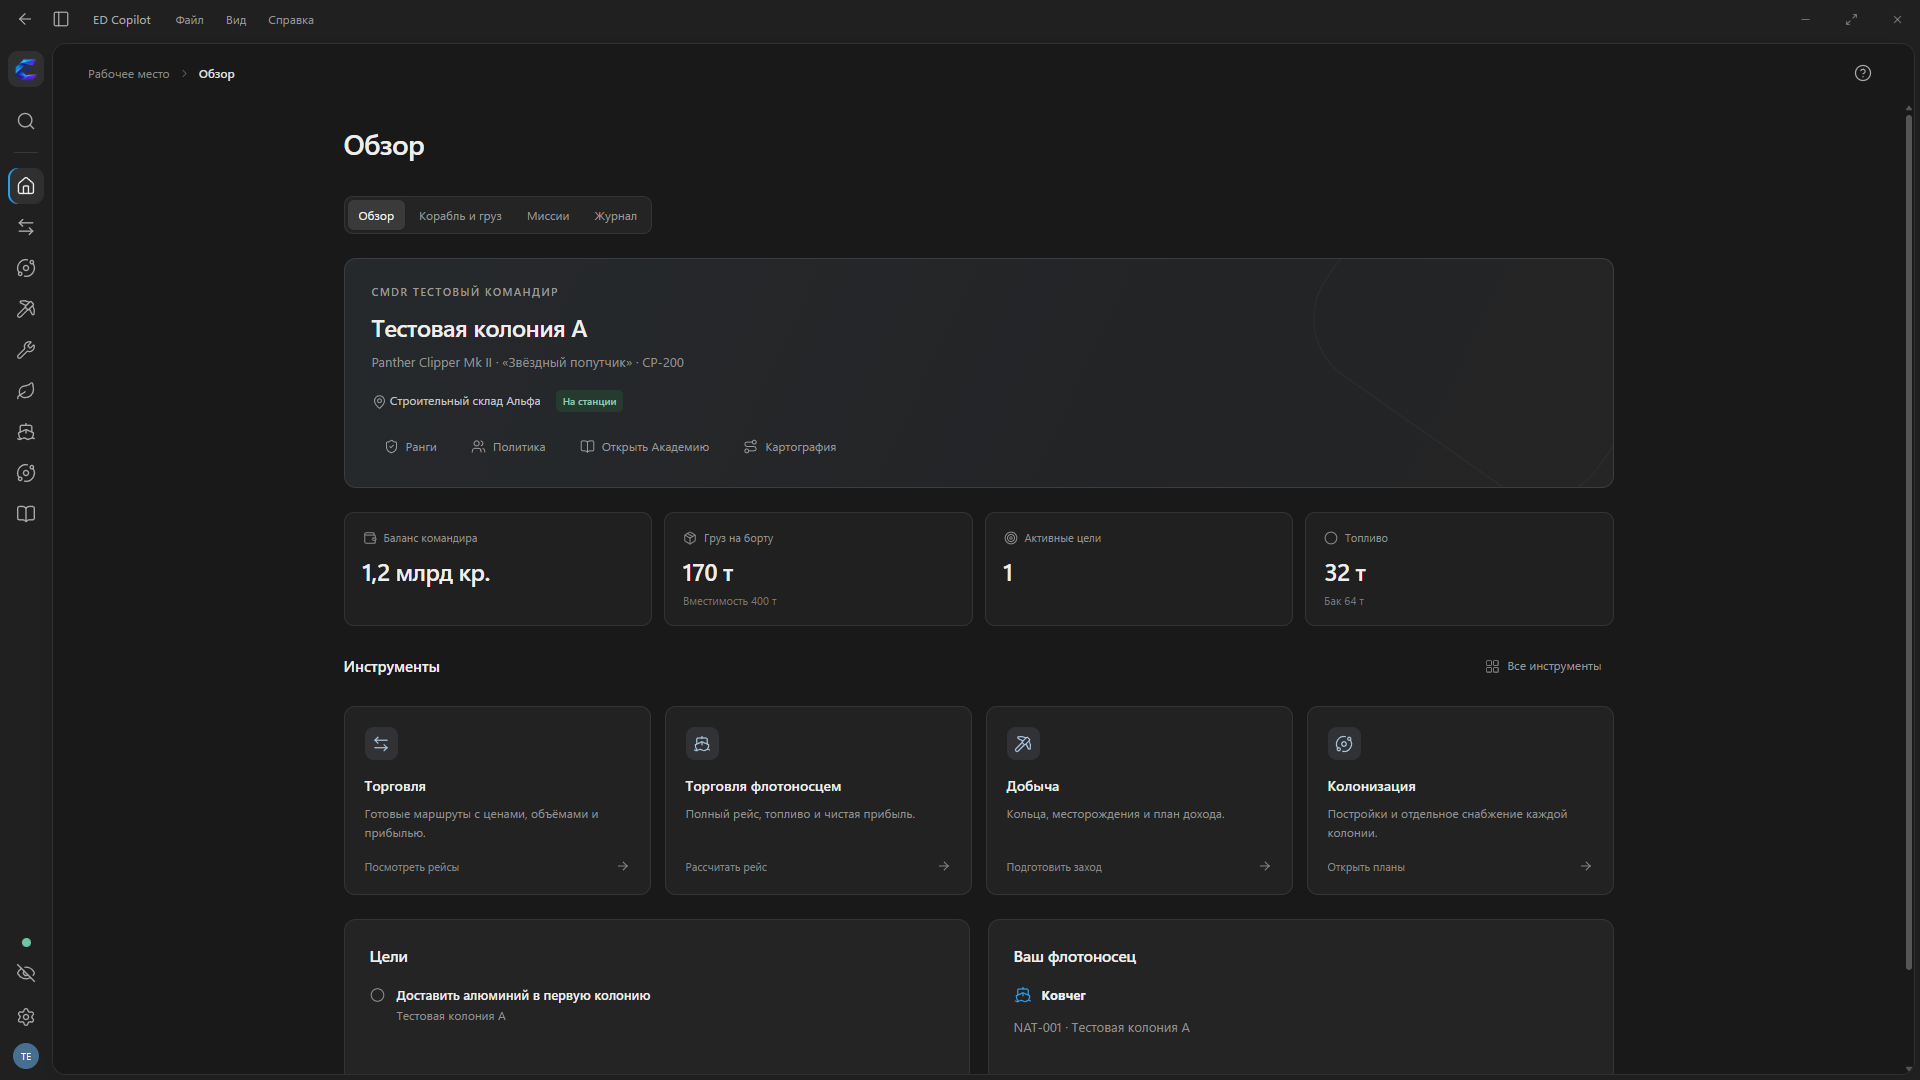 ED Copilot Файл Вид Справка
Рабочее место > Обзор
Обзор
Обзор Корабль и груз Миссии Журнал
CMDR ТЕСТОВЫЙ КОМАНДИР
Тестовая колония A
Panther Clipper Mk II · «Звёздный попутчик» · CP-200
Строительный склад Альфа На станции
Ранги Политика Открыть Академию Картография
Баланс командира
1,2 млрд кр.
Груз на борту
170 т
Вместимость 400 т
Активные цели
1
Топливо
32 т
Бак 64 т
Инструменты
Все инструменты
Торговля
Готовые маршруты с ценами, объёмами и
прибылью.
Посмотреть рейсы
Торговля флотоносцем
Полный рейс, топливо и чистая прибыль.
Рассчитать рейс
Добыча
Кольца, месторождения и план дохода.
Подготовить заход
Колонизация
Постройки и отдельное снабжение каждой
колонии.
Открыть планы
Цели
Доставить алюминий в первую колонию
Тестовая колония A
Ваш флотоносец
Ковчег
NAT-001 · Тестовая колония A
TE